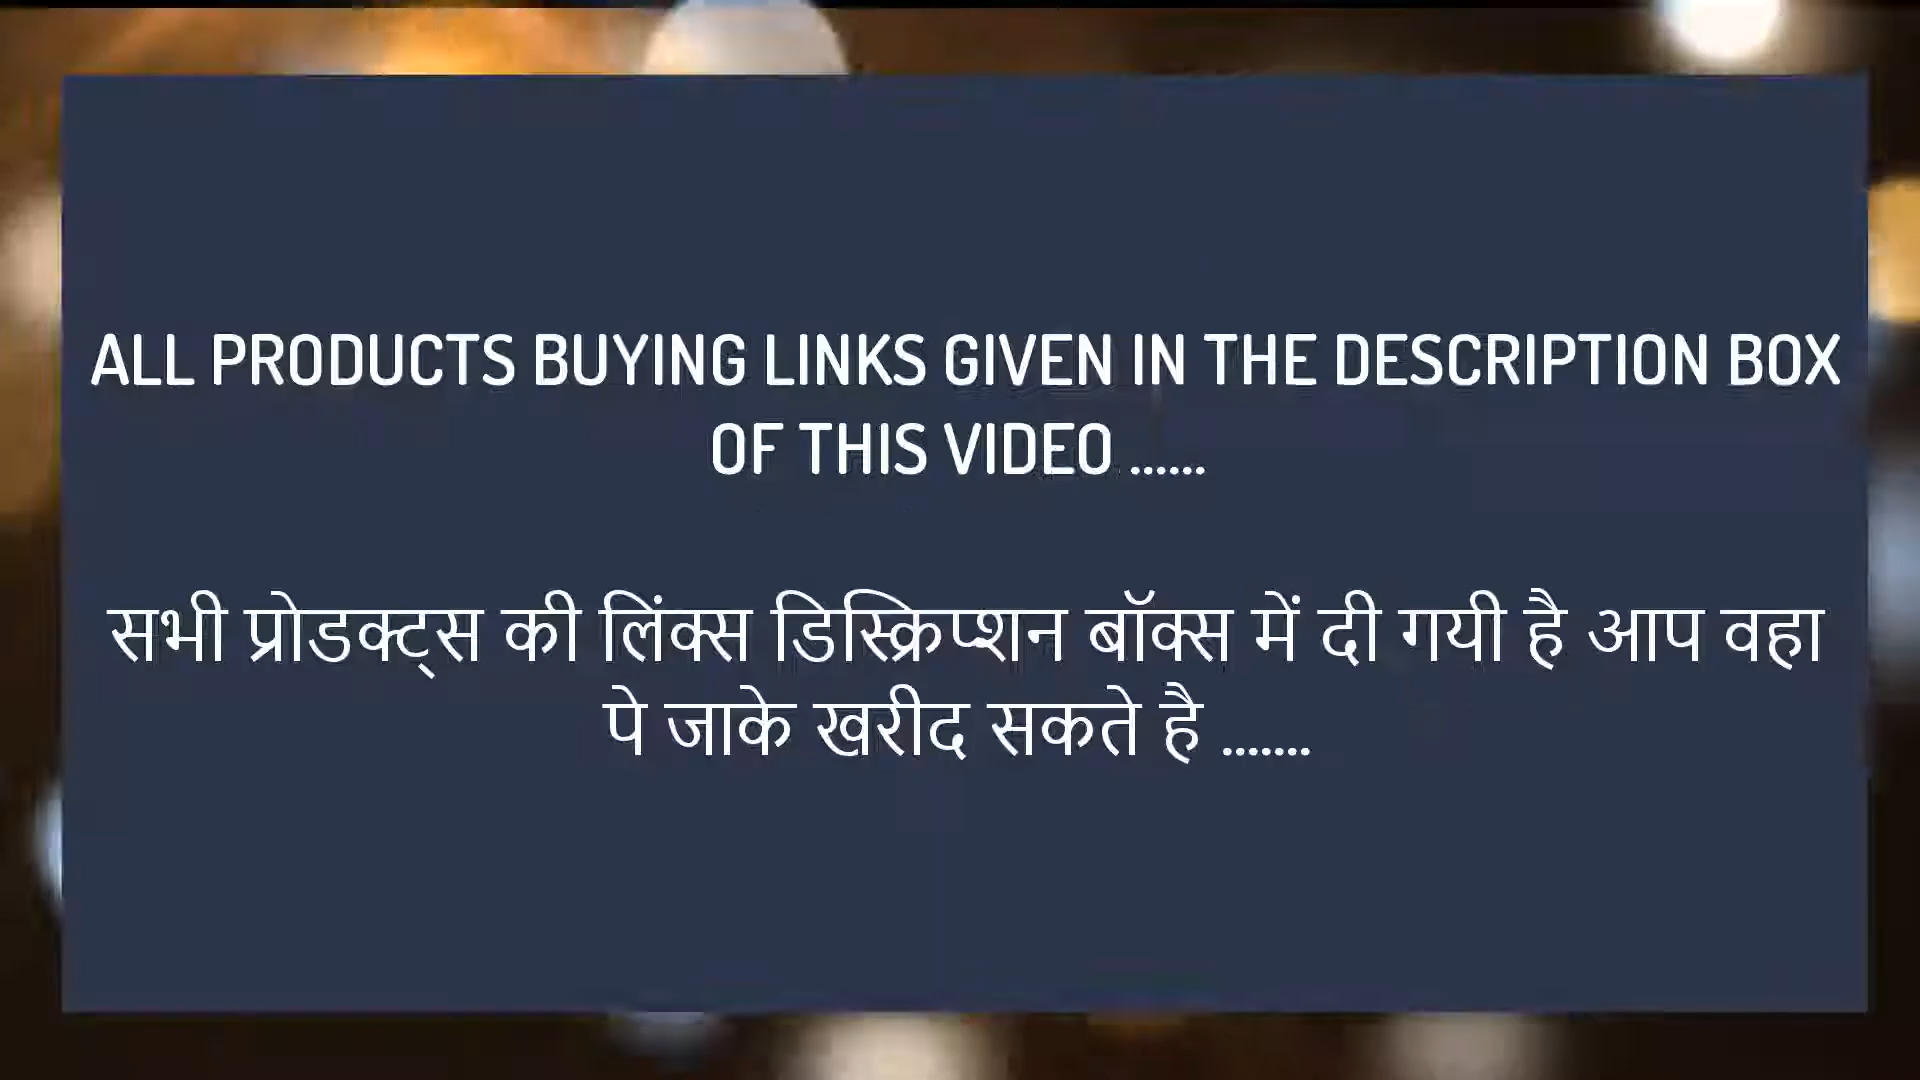 ALL PRODUCTS BUYING LINKS GIVEN IN THE DESCRIPTION BOX
OF THIS VIDEO ......
सभी प्रोडक्ट्स की लिंक्स डिस्क्रिप्शन बॉक्स में दी गयी है आप वहा
पे जाके खरीद सकते है .......